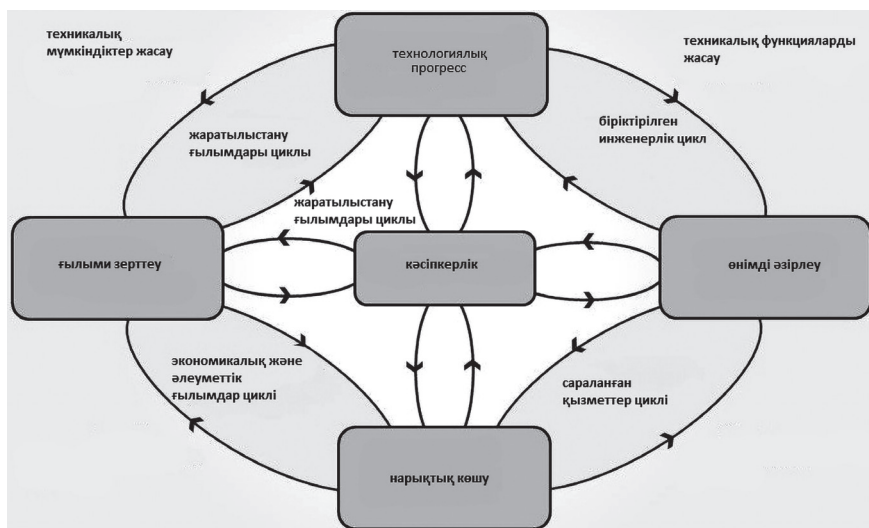 техникалық
мүмкіндіктер жасау
технологиялық
прогресс
техникалық функцияларды
жасау
жаратылыстану
ғылымдары циклы
біріктірілген
инженерлік цикл
жаратылыстану
ғылымдары циклы
ғылыми зерттеу
кәсіпкерлік
өнімді әзірлеу
экономикалық және
әлеуметтік
ғылымдар циклі
сараланған
қызметтер циклі
нарықтық көшу